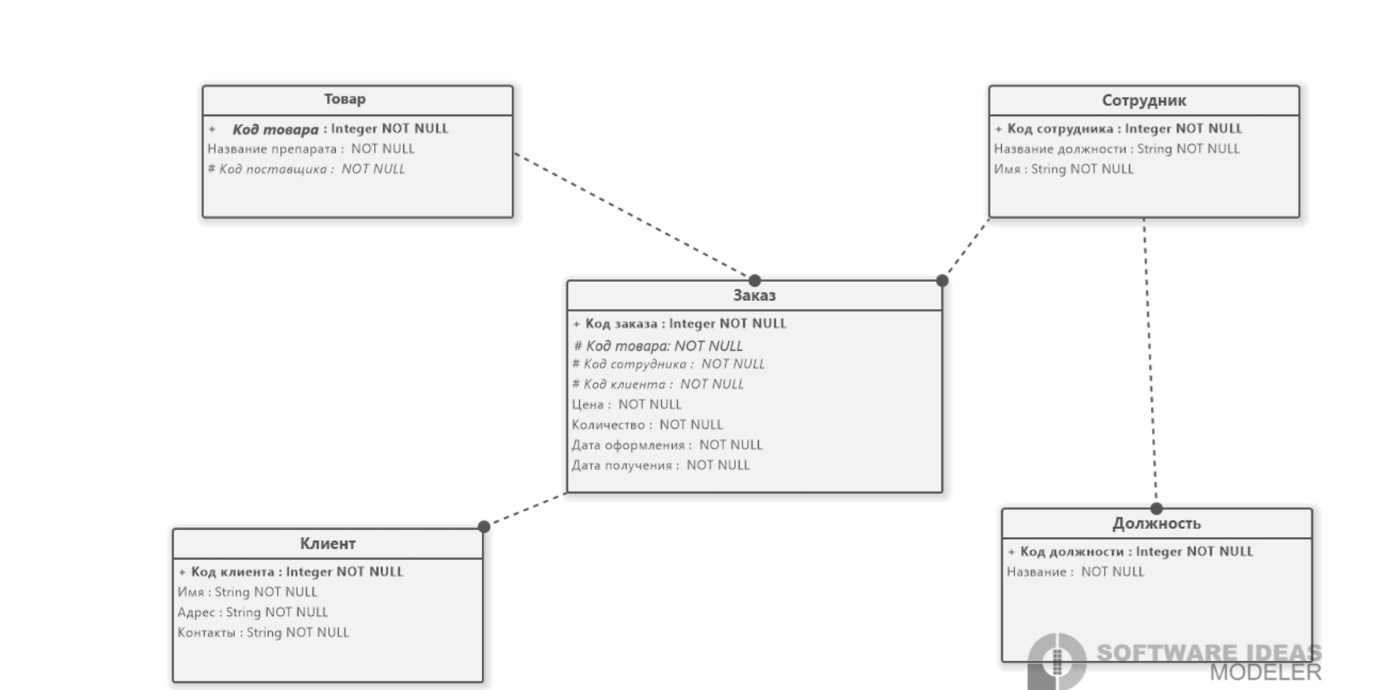 Товар
+ Код товара : Integer NOT NULL
Название препарата : NOT NULL
# Код поставщика : NOT NULL
Сотрудник
+ Код сотрудника : Integer NOT NULL
Название должности : String NOT NULL
Имя : String NOT NULL
Заказ
+ Код заказа : Integer NOT NULL
# Код товара: NOT NULL
# Код сотрудника : NOT NULL
# Код клиента : NOT NULL
Цена : NOT NULL
Количество : NOT NULL
Дата оформления : NOT NULL
Дата получения : NOT NULL
Клиент
+ Код клиента : Integer NOT NULL
Имя : String NOT NULL
Адрес : String NOT NULL
Контакты : String NOT NULL
Должность
+ Код должности : Integer NOT NULL
Название : NOT NULL
SOFTWARE IDEAS
MODELER